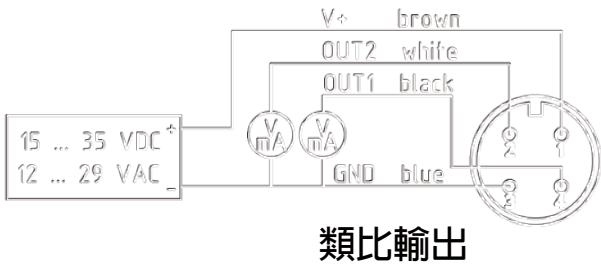 V+ brown
OUT2 white
OUT1 black
15 ... 35 VDC +
12 ... 29 VAC -
V mA
V mA
2 1
GND blue
3 4
類比輸出